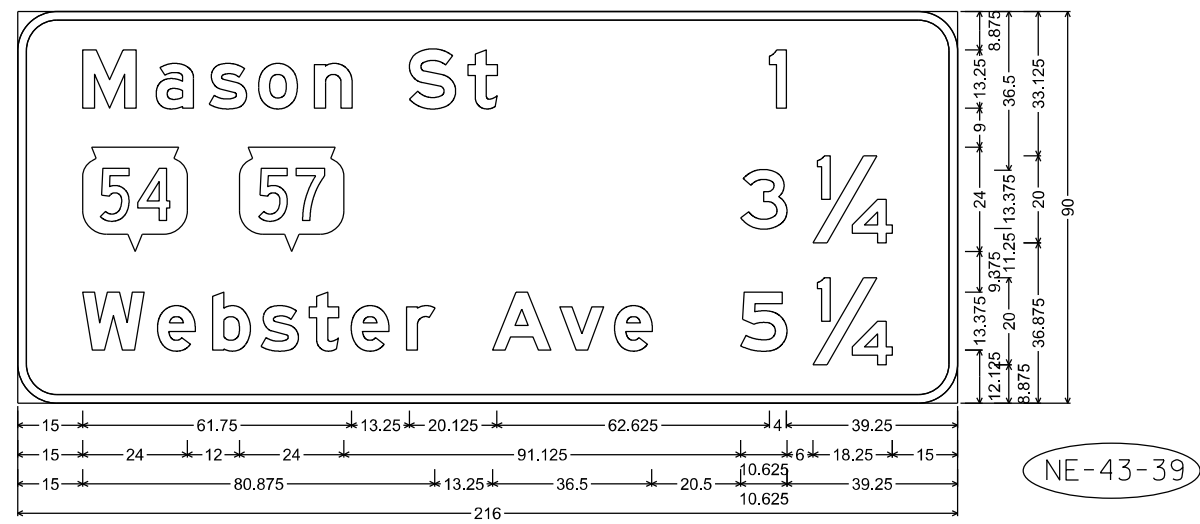 Mason St 1
54 57 3 ¼
Webster Ave 5 ¼
8.875 13.25 9 24 9.375 13.375 12.125
36.5 13.375 11.25 20 8.875
33.125 20 36.875
90
15 61.75 13.25 20.125 62.625 4 39.25
15 24 12 24 91.125 10.625 6 18.25 15
15 80.875 13.25 36.5 20.5 10.625 39.25
216
NE-43-39